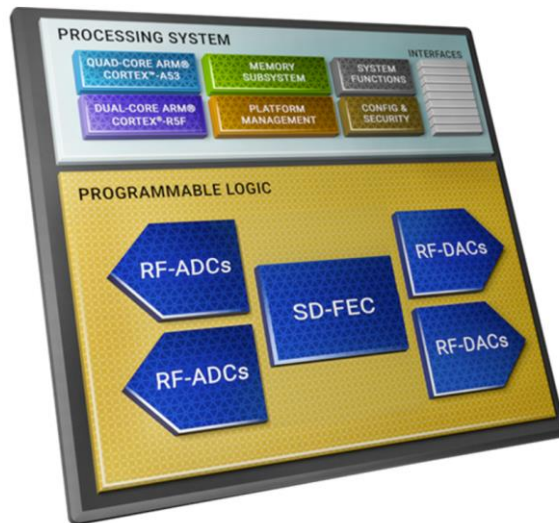 PROCESSING SYSTEM
QUAD-CORE ARM®
CORTEX™-A53
MEMORY
SUBSYSTEM
SYSTEM
FUNCTIONS
INTERFACES
DUAL-CORE ARM®
CORTEX®-R5F
PLATFORM
MANAGEMENT
CONFIG &
SECURITY
PROGRAMMABLE LOGIC
RF-ADCs
SD-FEC
RF-DACs
RF-ADCs
RF-DACs